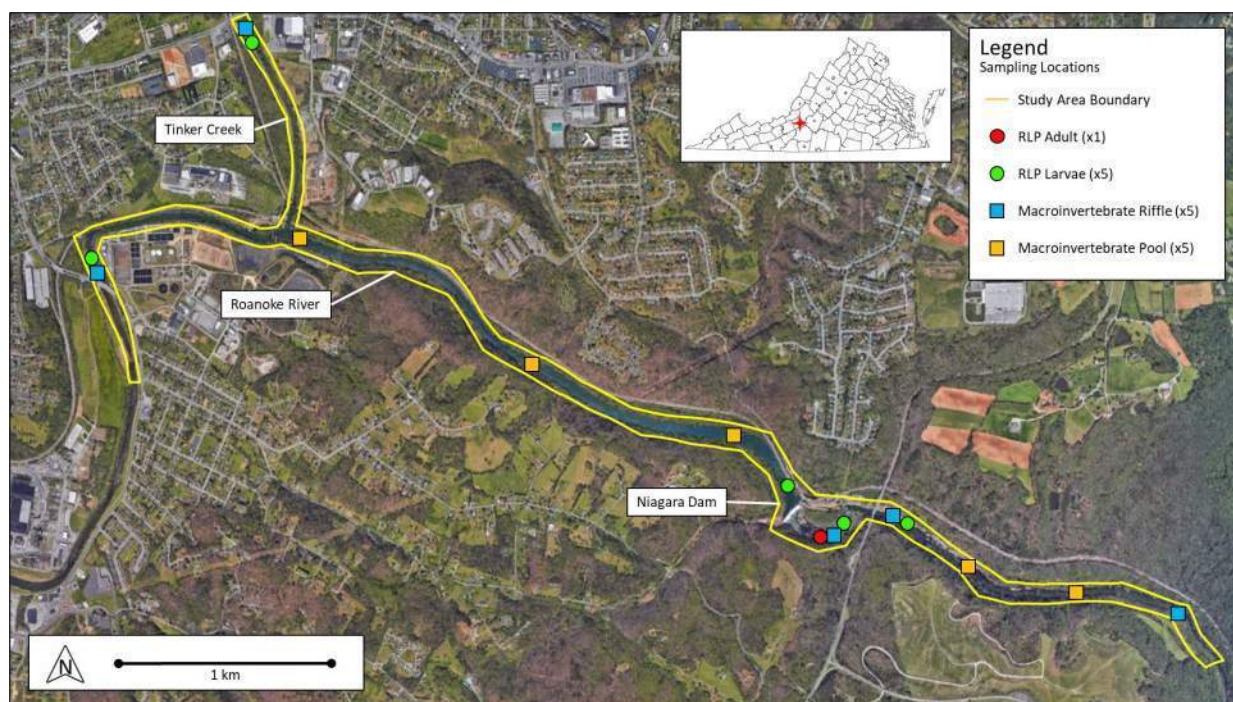 Legend
Sampling Locations
Study Area Boundary
RLP Adult (x1)
RLP Larvae (x5)
Macroinvertebrate Riffle (x5)
Macroinvertebrate Pool (x5)
Tinker Creek
Roanoke River
Niagara Dam
N
1 km